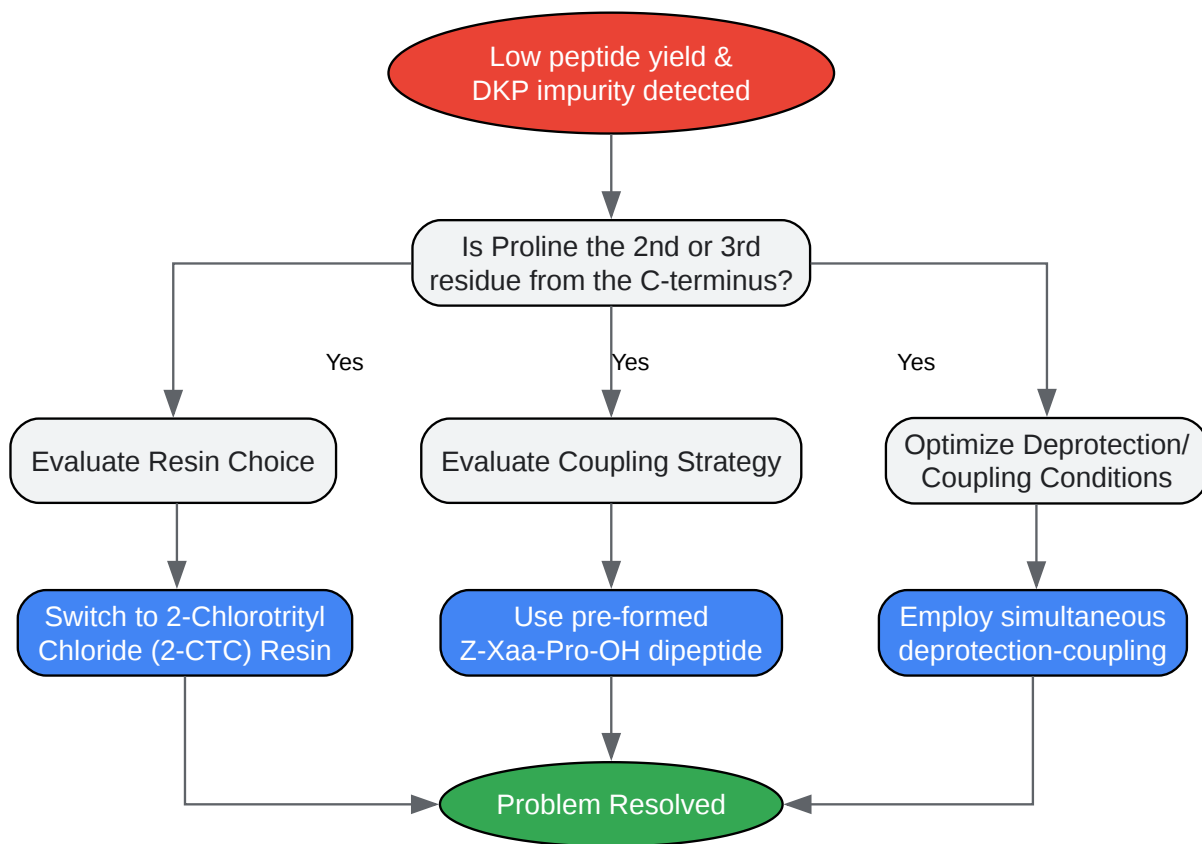 Low peptide yield &
DKP impurity detected
Is Proline the 2nd or 3rd
residue from the C-terminus?
Yes
Yes
Yes
Evaluate Resin Choice
Evaluate Coupling Strategy
Optimize Deprotection/
Coupling Conditions
Switch to 2-Chlorotrityl
Chloride (2-CTC) Resin
Use pre-formed
Z-Xaa-Pro-OH dipeptide
Employ simultaneous
deprotection-coupling
Problem Resolved